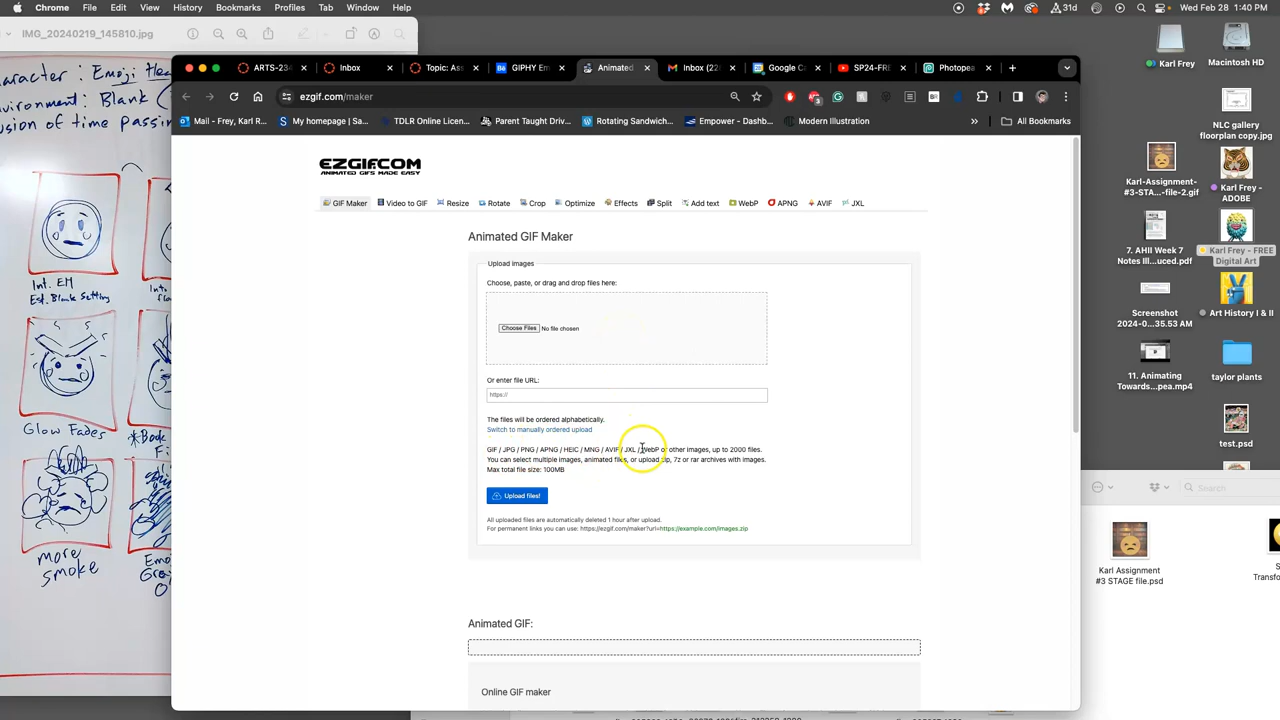 Chrome File Edit View History Bookmarks Profiles Tab Window Help
31d
Wed Feb 28 1:40 PM
IMG_20240219_145810.jpg
ARTS-234
Inbox
Topic: Ass
GIPHY Em
Animated
Inbox (22
Google Ca
SP24-FRE
Photopea
ezgif.com/maker
Mail - Frey, Karl R...
My homepage | Sa...
TDLR Online Licen...
Parent Taught Driv...
Rotating Sandwich...
Empower - Dashb...
Modern Illustration
All Bookmarks
EZGIF.COM
ANIMATED GIFS MADE EASY
GIF Maker
Video to GIF
Resize
Rotate
Crop
Optimize
Effects
Split
Add text
WebP
APNG
AVIF
JXL
Animated GIF Maker
Upload images
Choose, paste, or drag and drop files here:
Choose Files No file chosen
Or enter file URL:
https://
The files will be ordered alphabetically.
Switch to manually ordered upload
GIF / JPG / PNG / APNG / HEIC / MNG / AVIF / JXL / WebP or other images, up to 2000 files.
You can select multiple images, animated files, or upload zip, 7z or rar archives with images.
Max total file size: 100MB
Upload files!
All uploaded files are automatically deleted 1 hour after upload.
For permanent links you can use: https://ezgif.com/maker?url=https://example.com/images.zip
Animated GIF:
Online GIF maker
aracter: Emoji Hea
vironment: Blank (
usion of time passin
Int. EM
Est. Blank Setting
Glow Fades
more
smoke
Karl Frey
Macintosh HD
NLC gallery
floorplan copy.jpg
Karl-Assignment-
#3-STA...-file-2.gif
Karl Frey -
ADOBE
7. AHII Week 7
Notes Ill...uced.pdf
Karl Frey - FREE
Digital Art
Screenshot
2024-0...35.53 AM
Art History I & II
11. Animating
Towards...pea.mp4
taylor plants
test.psd
Search
Karl Assignment
#3 STAGE file.psd
S
Transfo